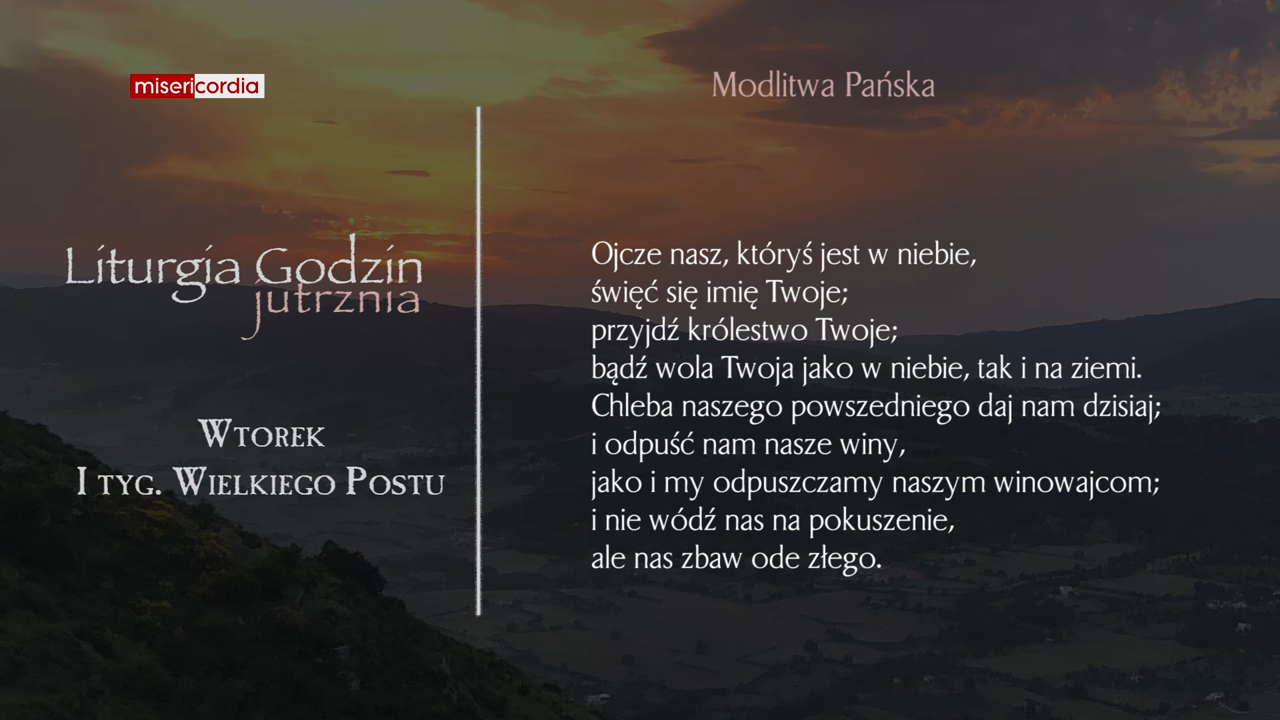 misericordia
Liturgia Godzin
jutrznia
Wtorek
I tyg. Wielkiego Postu
Modlitwa Pańska
Ojcze nasz, któryś jest w niebie,
święć się imię Twoje;
przyjdź królestwo Twoje;
bądź wola Twoja jako w niebie, tak i na ziemi.
Chleba naszego powszedniego daj nam dzisiaj;
i odpuść nam nasze winy,
jako i my odpuszczamy naszym winowajcom;
i nie wódź nas na pokuszenie,
ale nas zbaw ode złego.